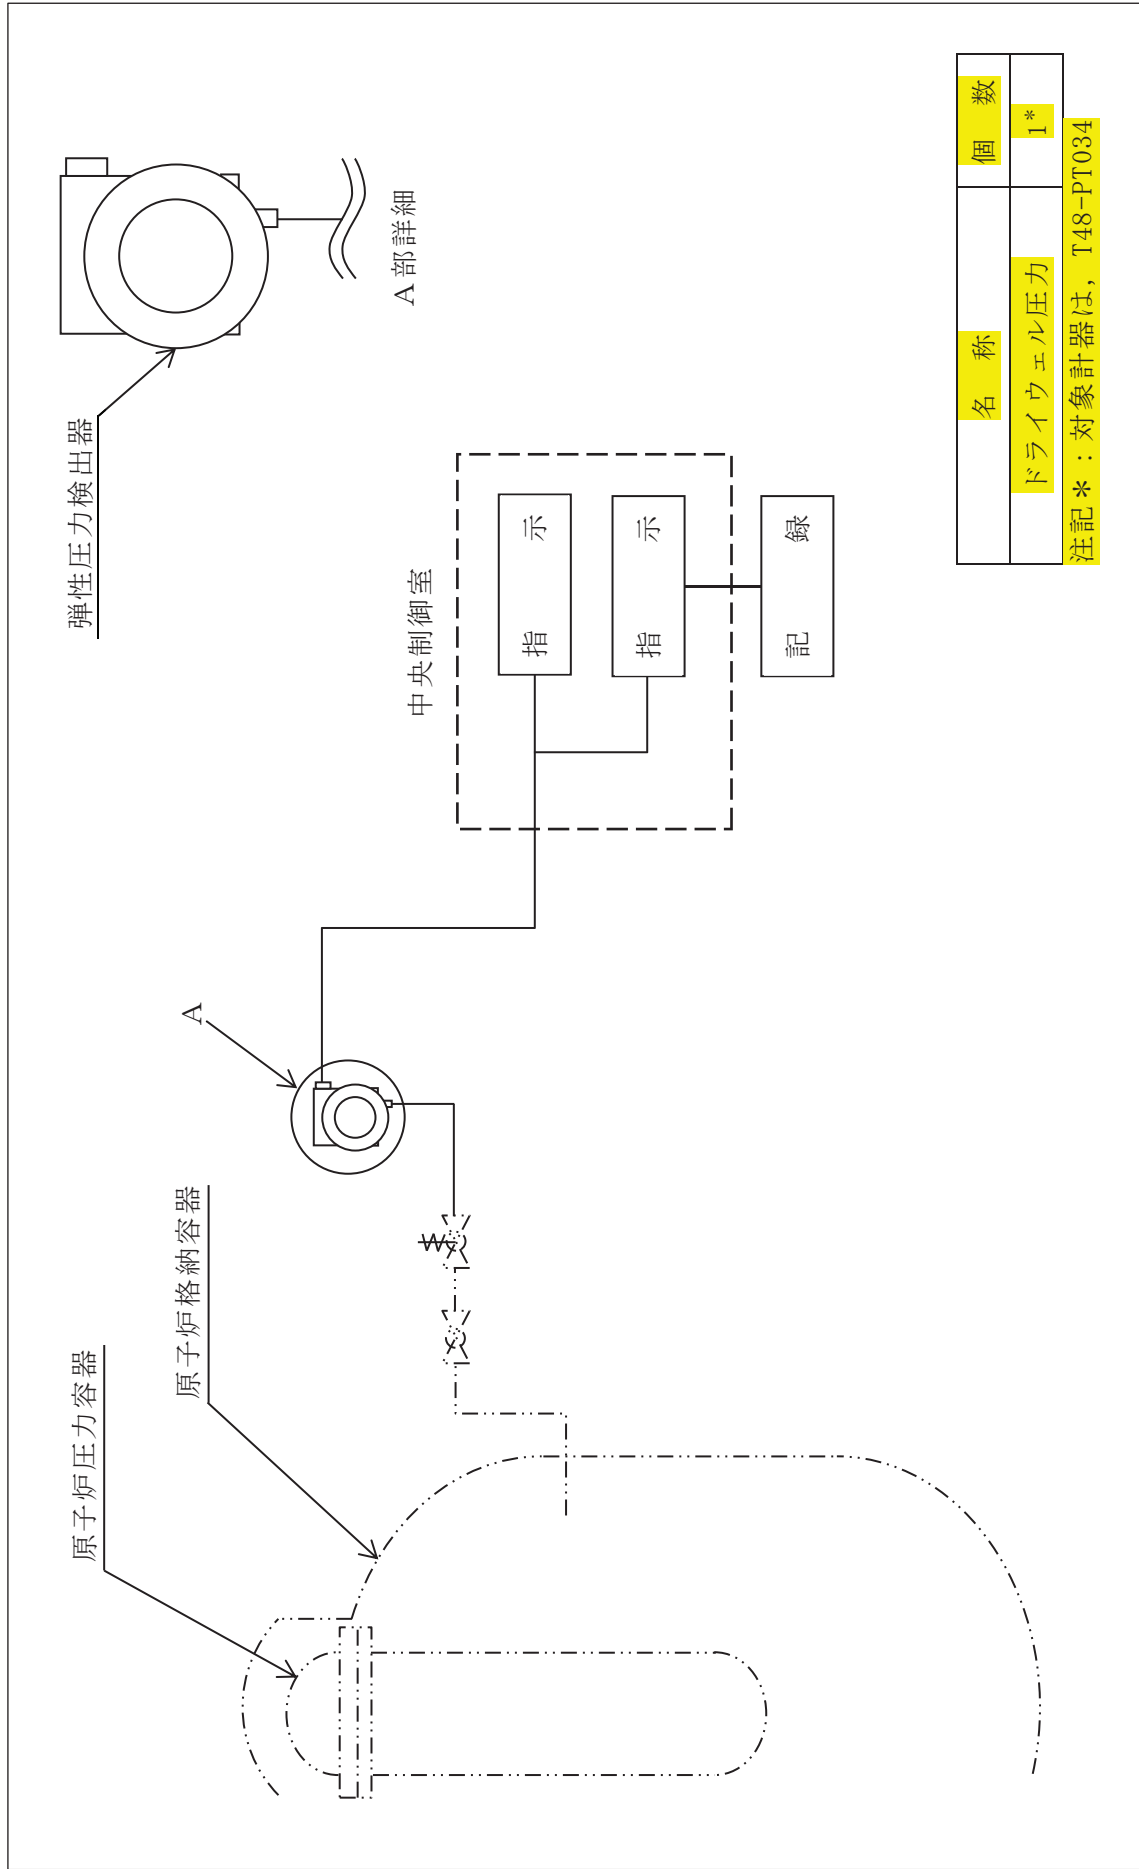 原子炉圧力容器
原子炉格納容器
A
弾性圧力検出器
A部詳細
中央制御室
指 示
指 示
記 録
名 称 個 数
ドライウェル圧力 1*
注記＊：対象計器は，T48-PT034